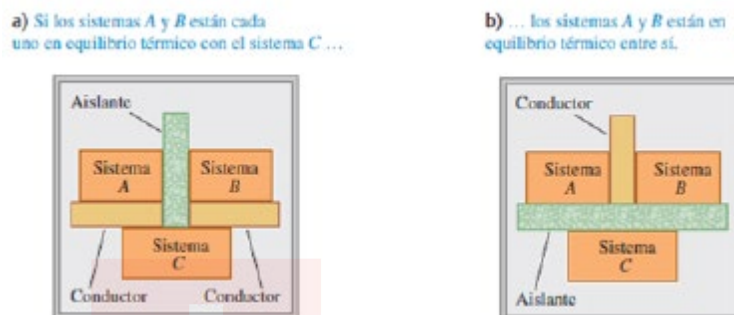 a) Si los sistemas A y B están cada
uno en equilibrio térmico con el sistema C …
Aislante
Sistema
A
Sistema
B
Sistema
C
Conductor
Conductor
b) … los sistemas A y B están en
equilibrio térmico entre sí.
Conductor
Sistema
A
Sistema
B
Sistema
C
Aislante